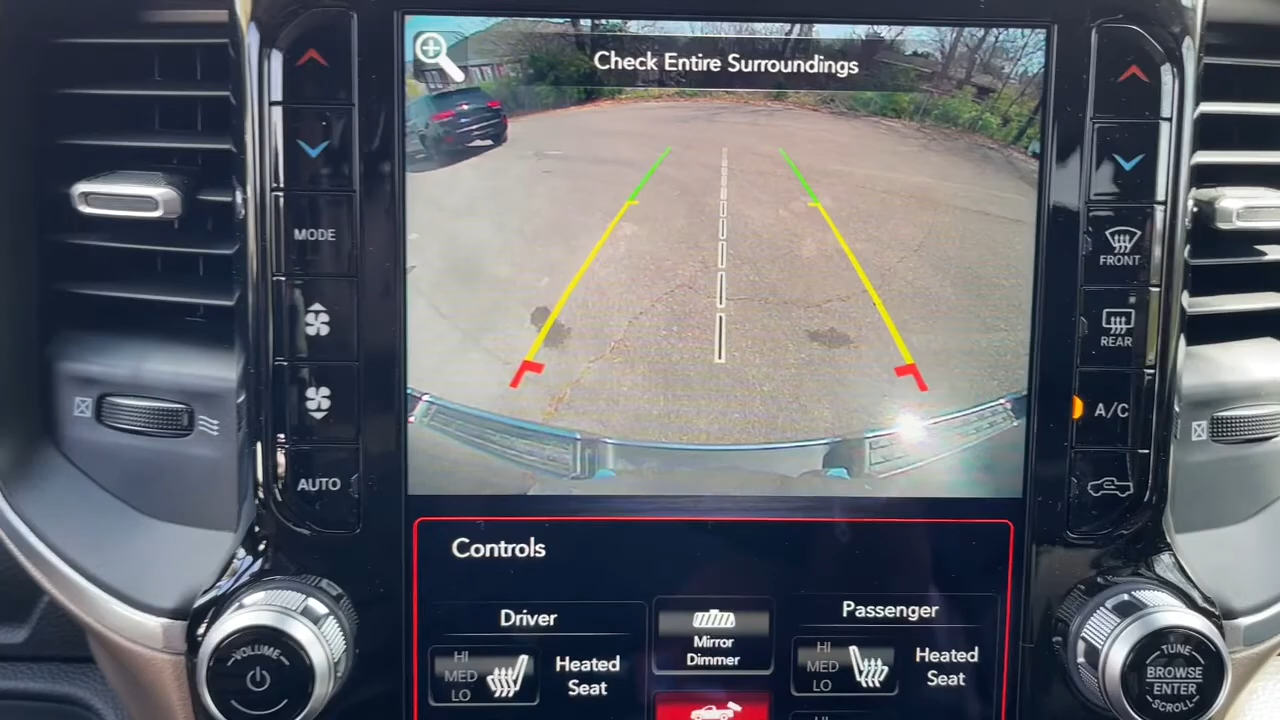 Check Entire Surroundings
MODE
AUTO
FRONT
REAR
A/C
Controls
Driver
HI
MED
LO
Heated
Seat
Mirror
Dimmer
Passenger
HI
MED
LO
Heated
Seat
HI
VOLUME
TUNE
BROWSE
ENTER
SCROLL